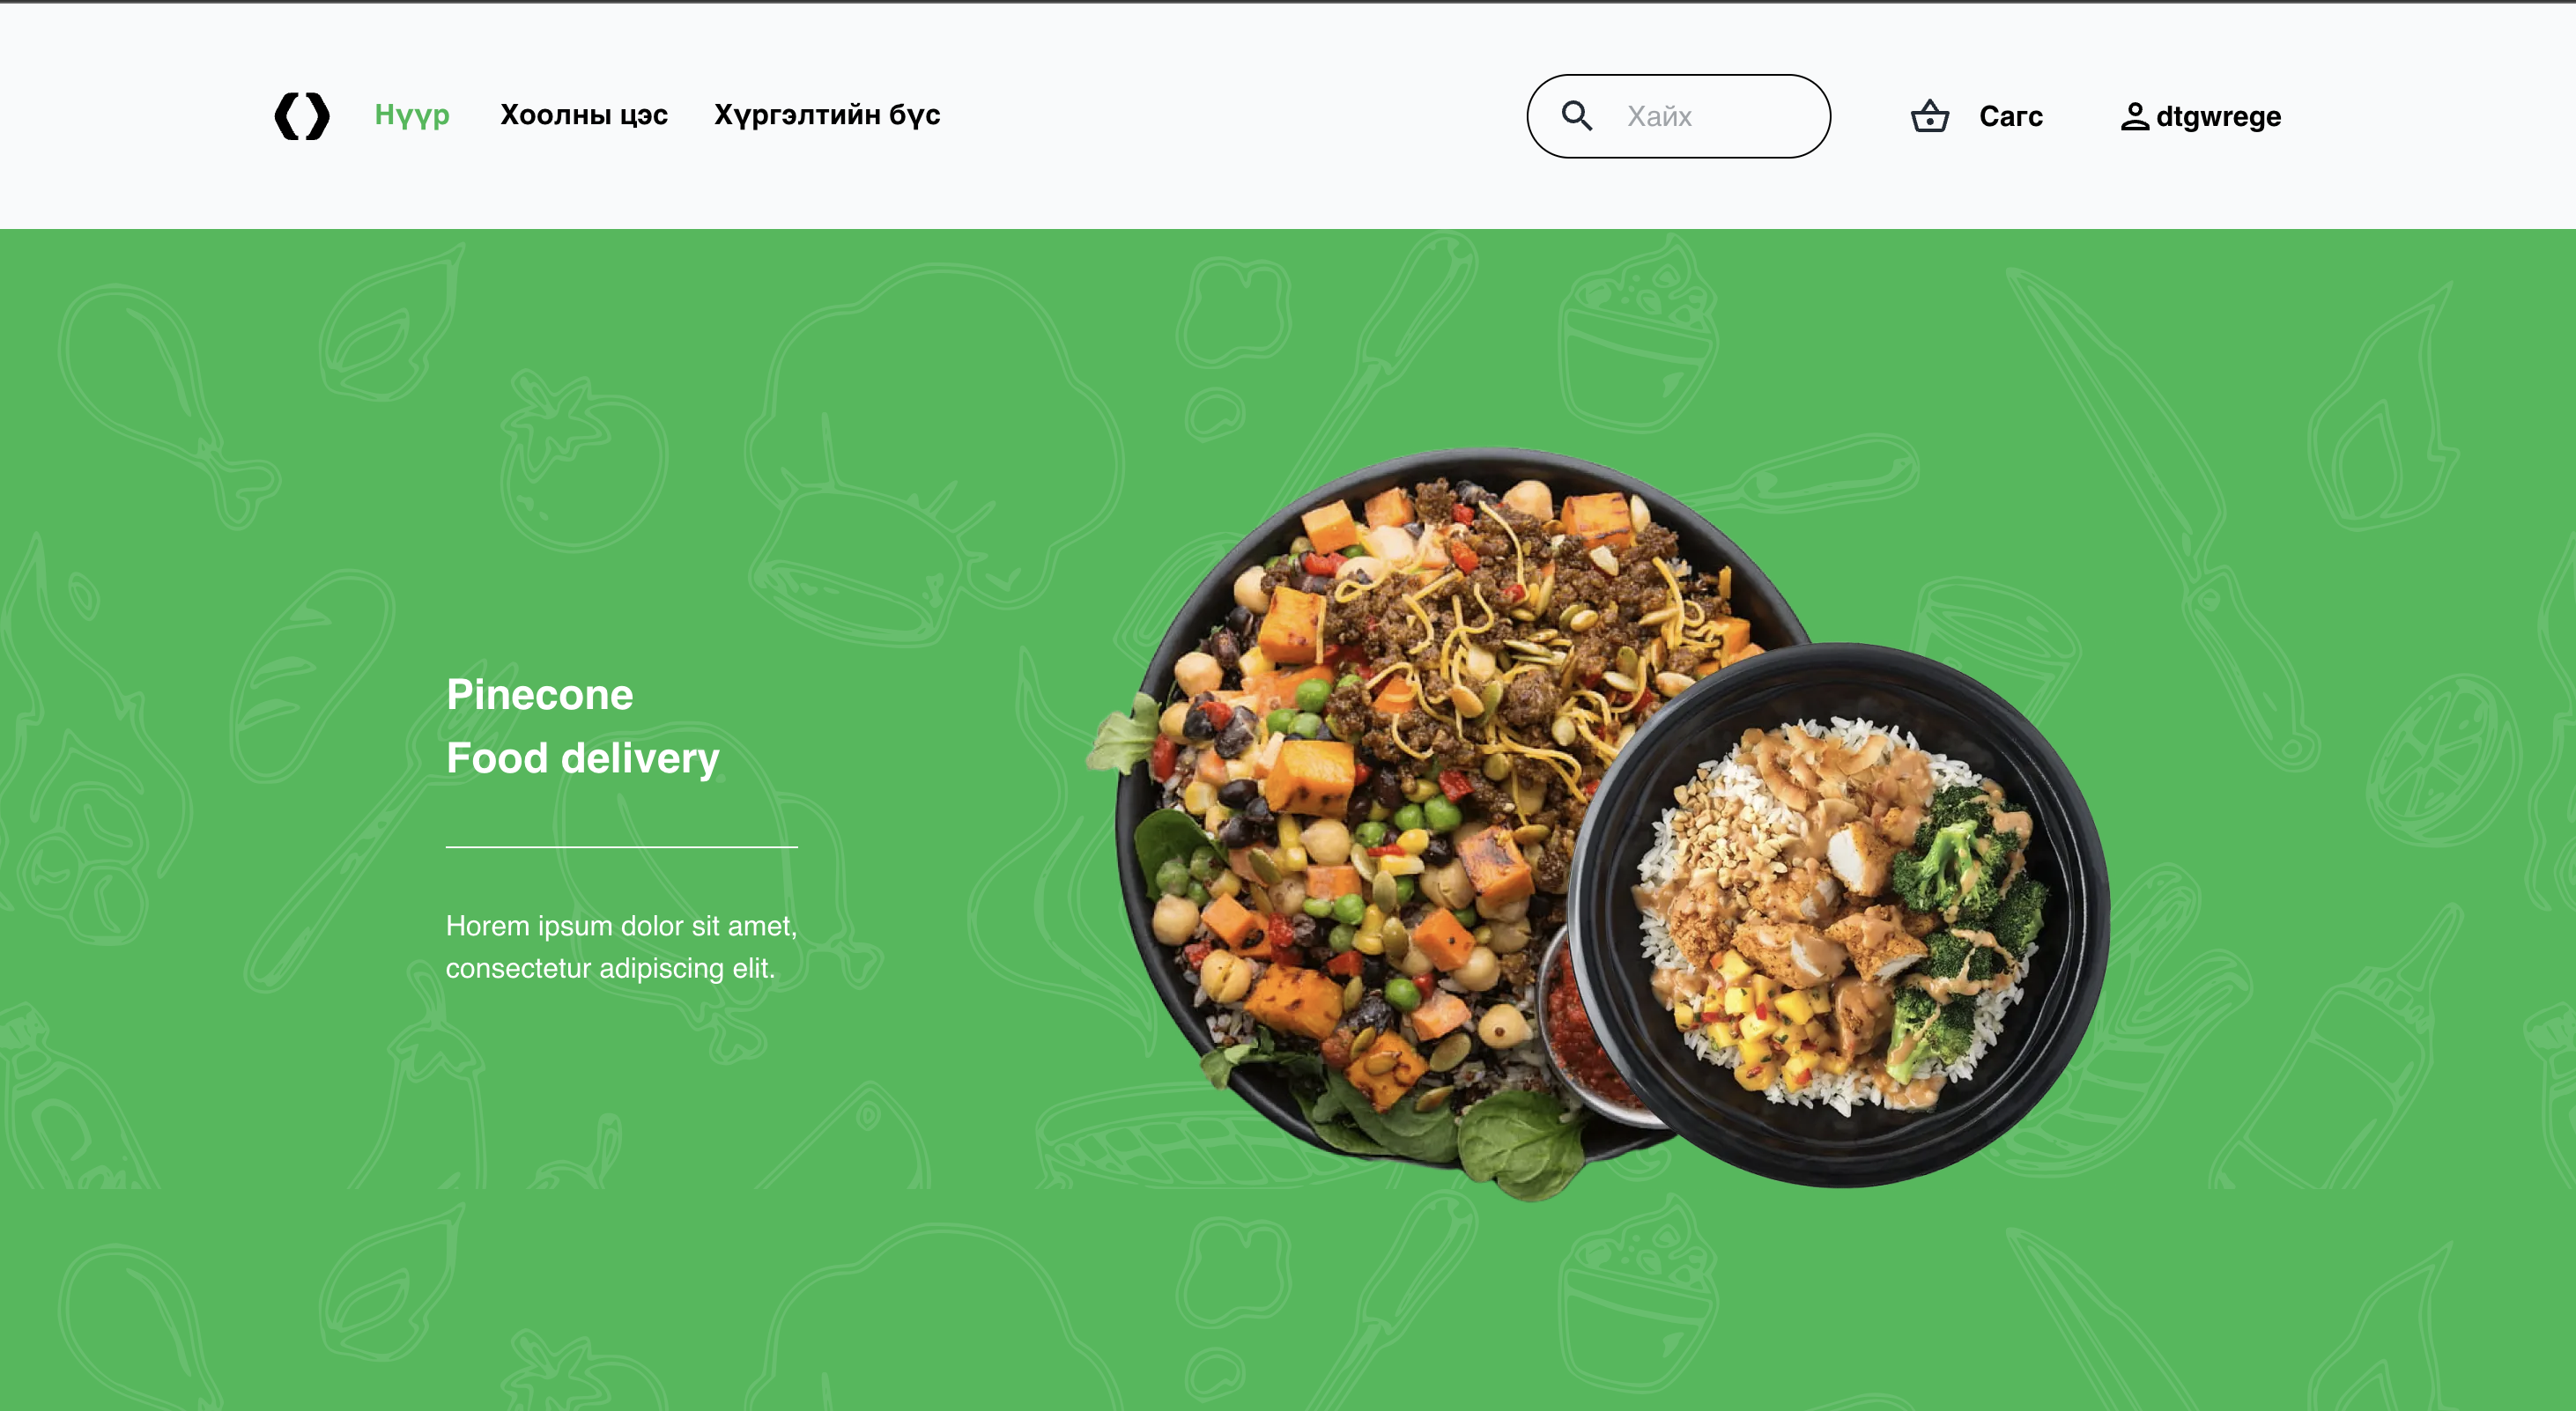 Нүүр Хоолны цэс Хүргэлтийн бүс Хайх Сагс dtgwrege
Pinecone
Food delivery
Horem ipsum dolor sit amet,
consectetur adipiscing elit.